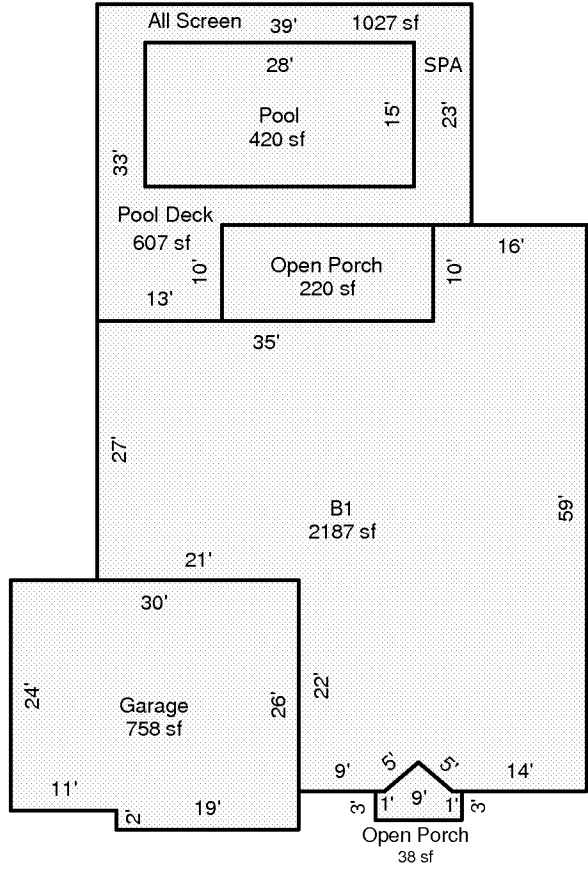 All Screen
39'
1027 sf
28'
SPA
Pool
420 sf
15'
23'
33'
Pool Deck
607 sf
10'
Open Porch
220 sf
10'
16'
13'
35'
27'
B1
2187 sf
59'
21'
30'
24'
Garage
758 sf
26'
22'
11'
2'
19'
9'
5'
5'
14'
3'
1'
9'
1'
3'
Open Porch
38 sf